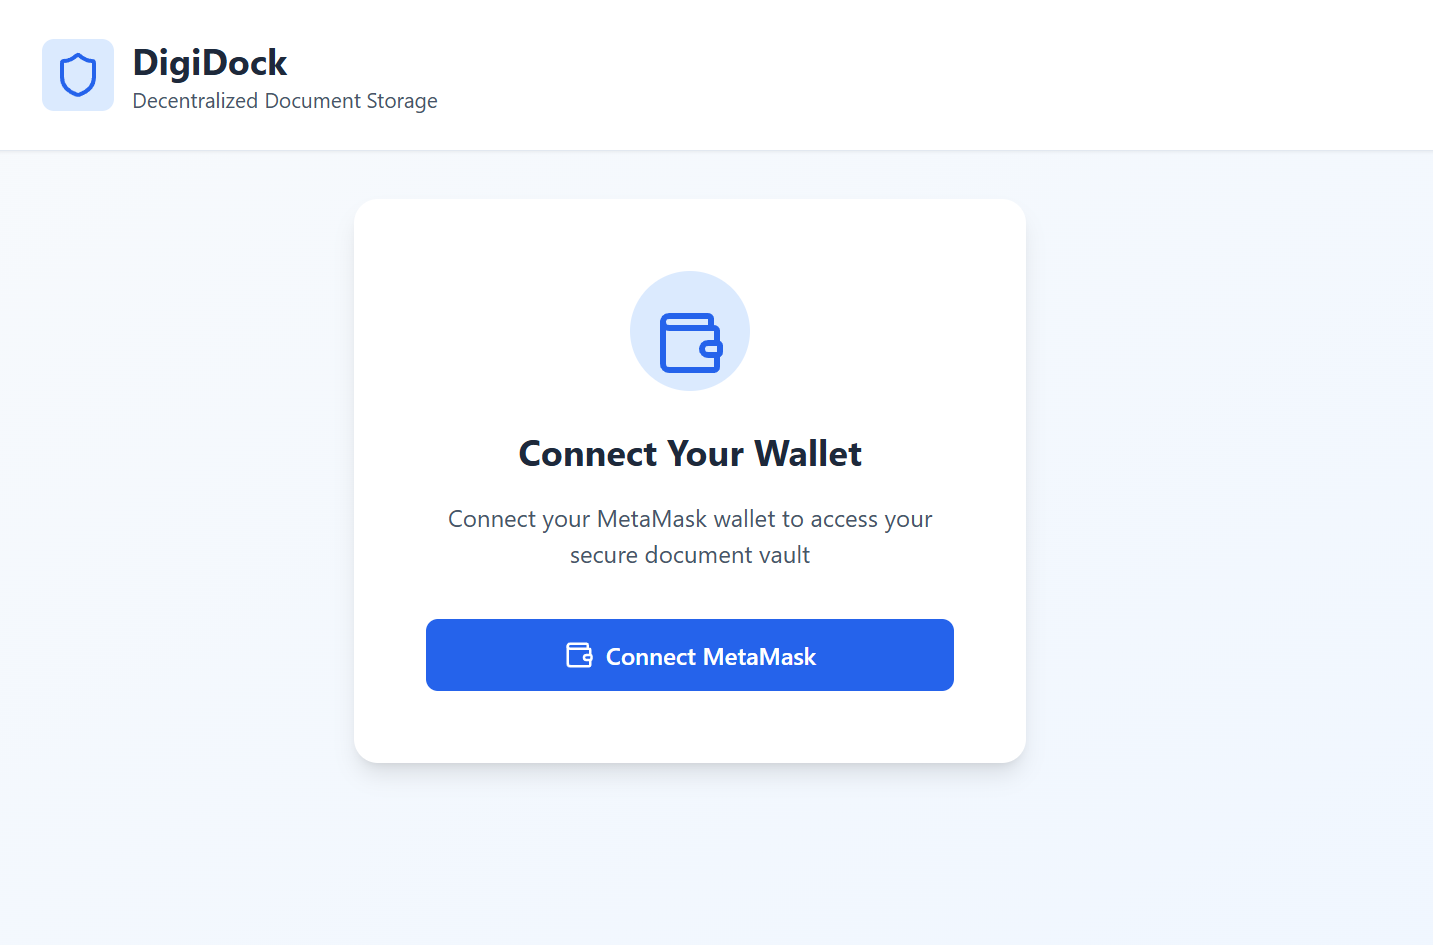 DigiDock
Decentralized Document Storage
Connect Your Wallet
Connect your MetaMask wallet to access your
secure document vault
Connect MetaMask